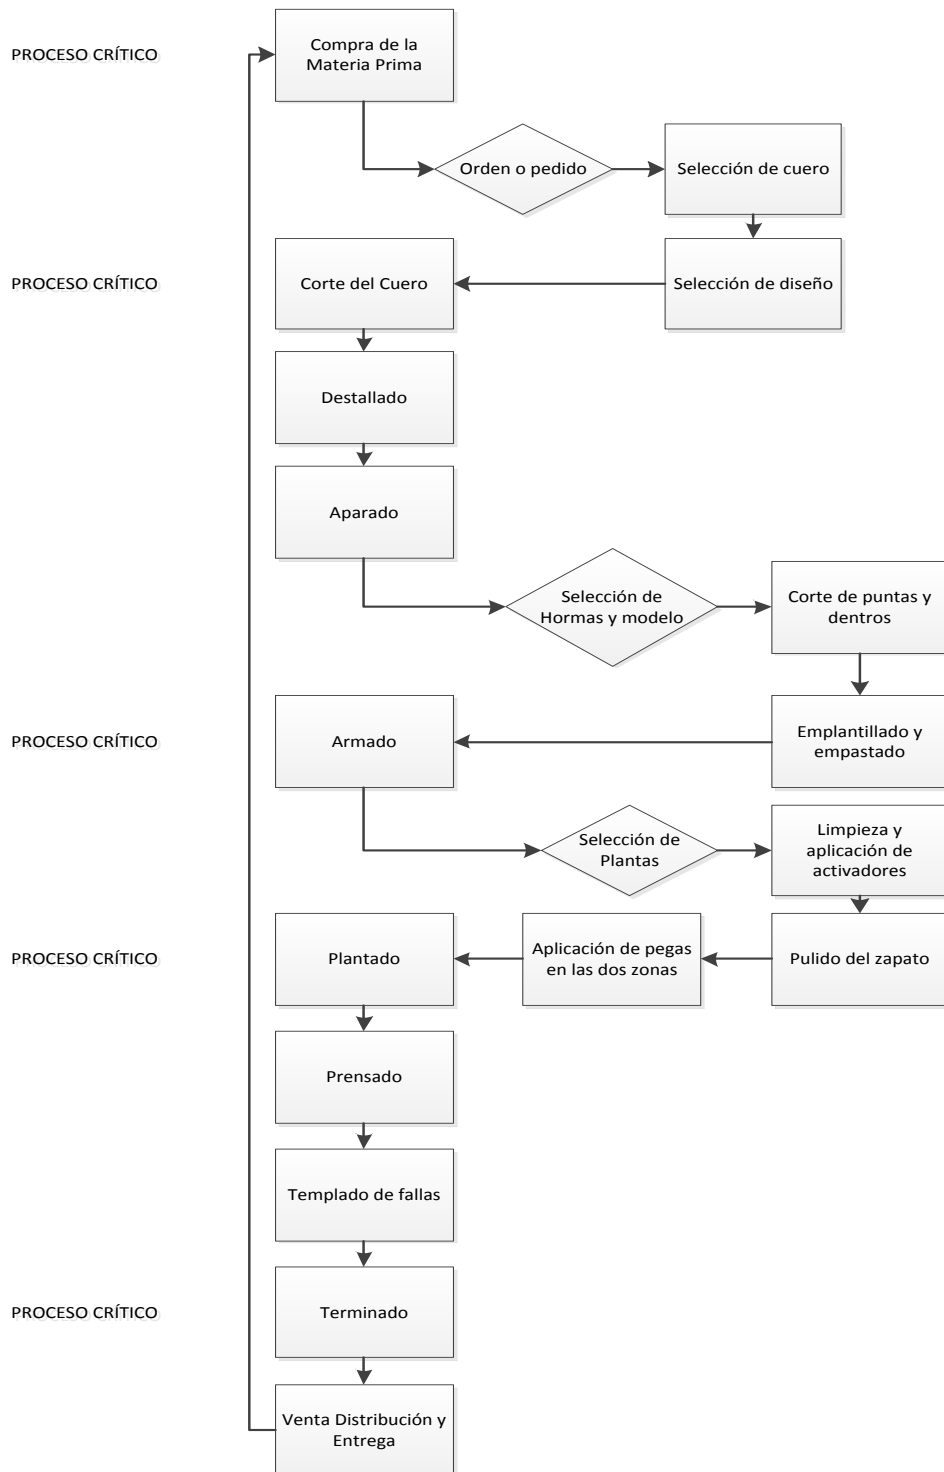 PROCESO CRÍTICO
Compra de la
Materia Prima
Orden o pedido
Selección de cuero
PROCESO CRÍTICO
Corte del Cuero
Selección de diseño
Destallado
Aparado
Selección de
Hormas y modelo
Corte de puntas y
dentros
PROCESO CRÍTICO
Armado
Emplantillado y
empastado
Selección de
Plantas
Limpieza y
aplicación de
activadores
PROCESO CRÍTICO
Plantado
Aplicación de pegas
en las dos zonas
Pulido del zapato
Prensado
Templado de fallas
PROCESO CRÍTICO
Terminado
Venta Distribución y
Entrega